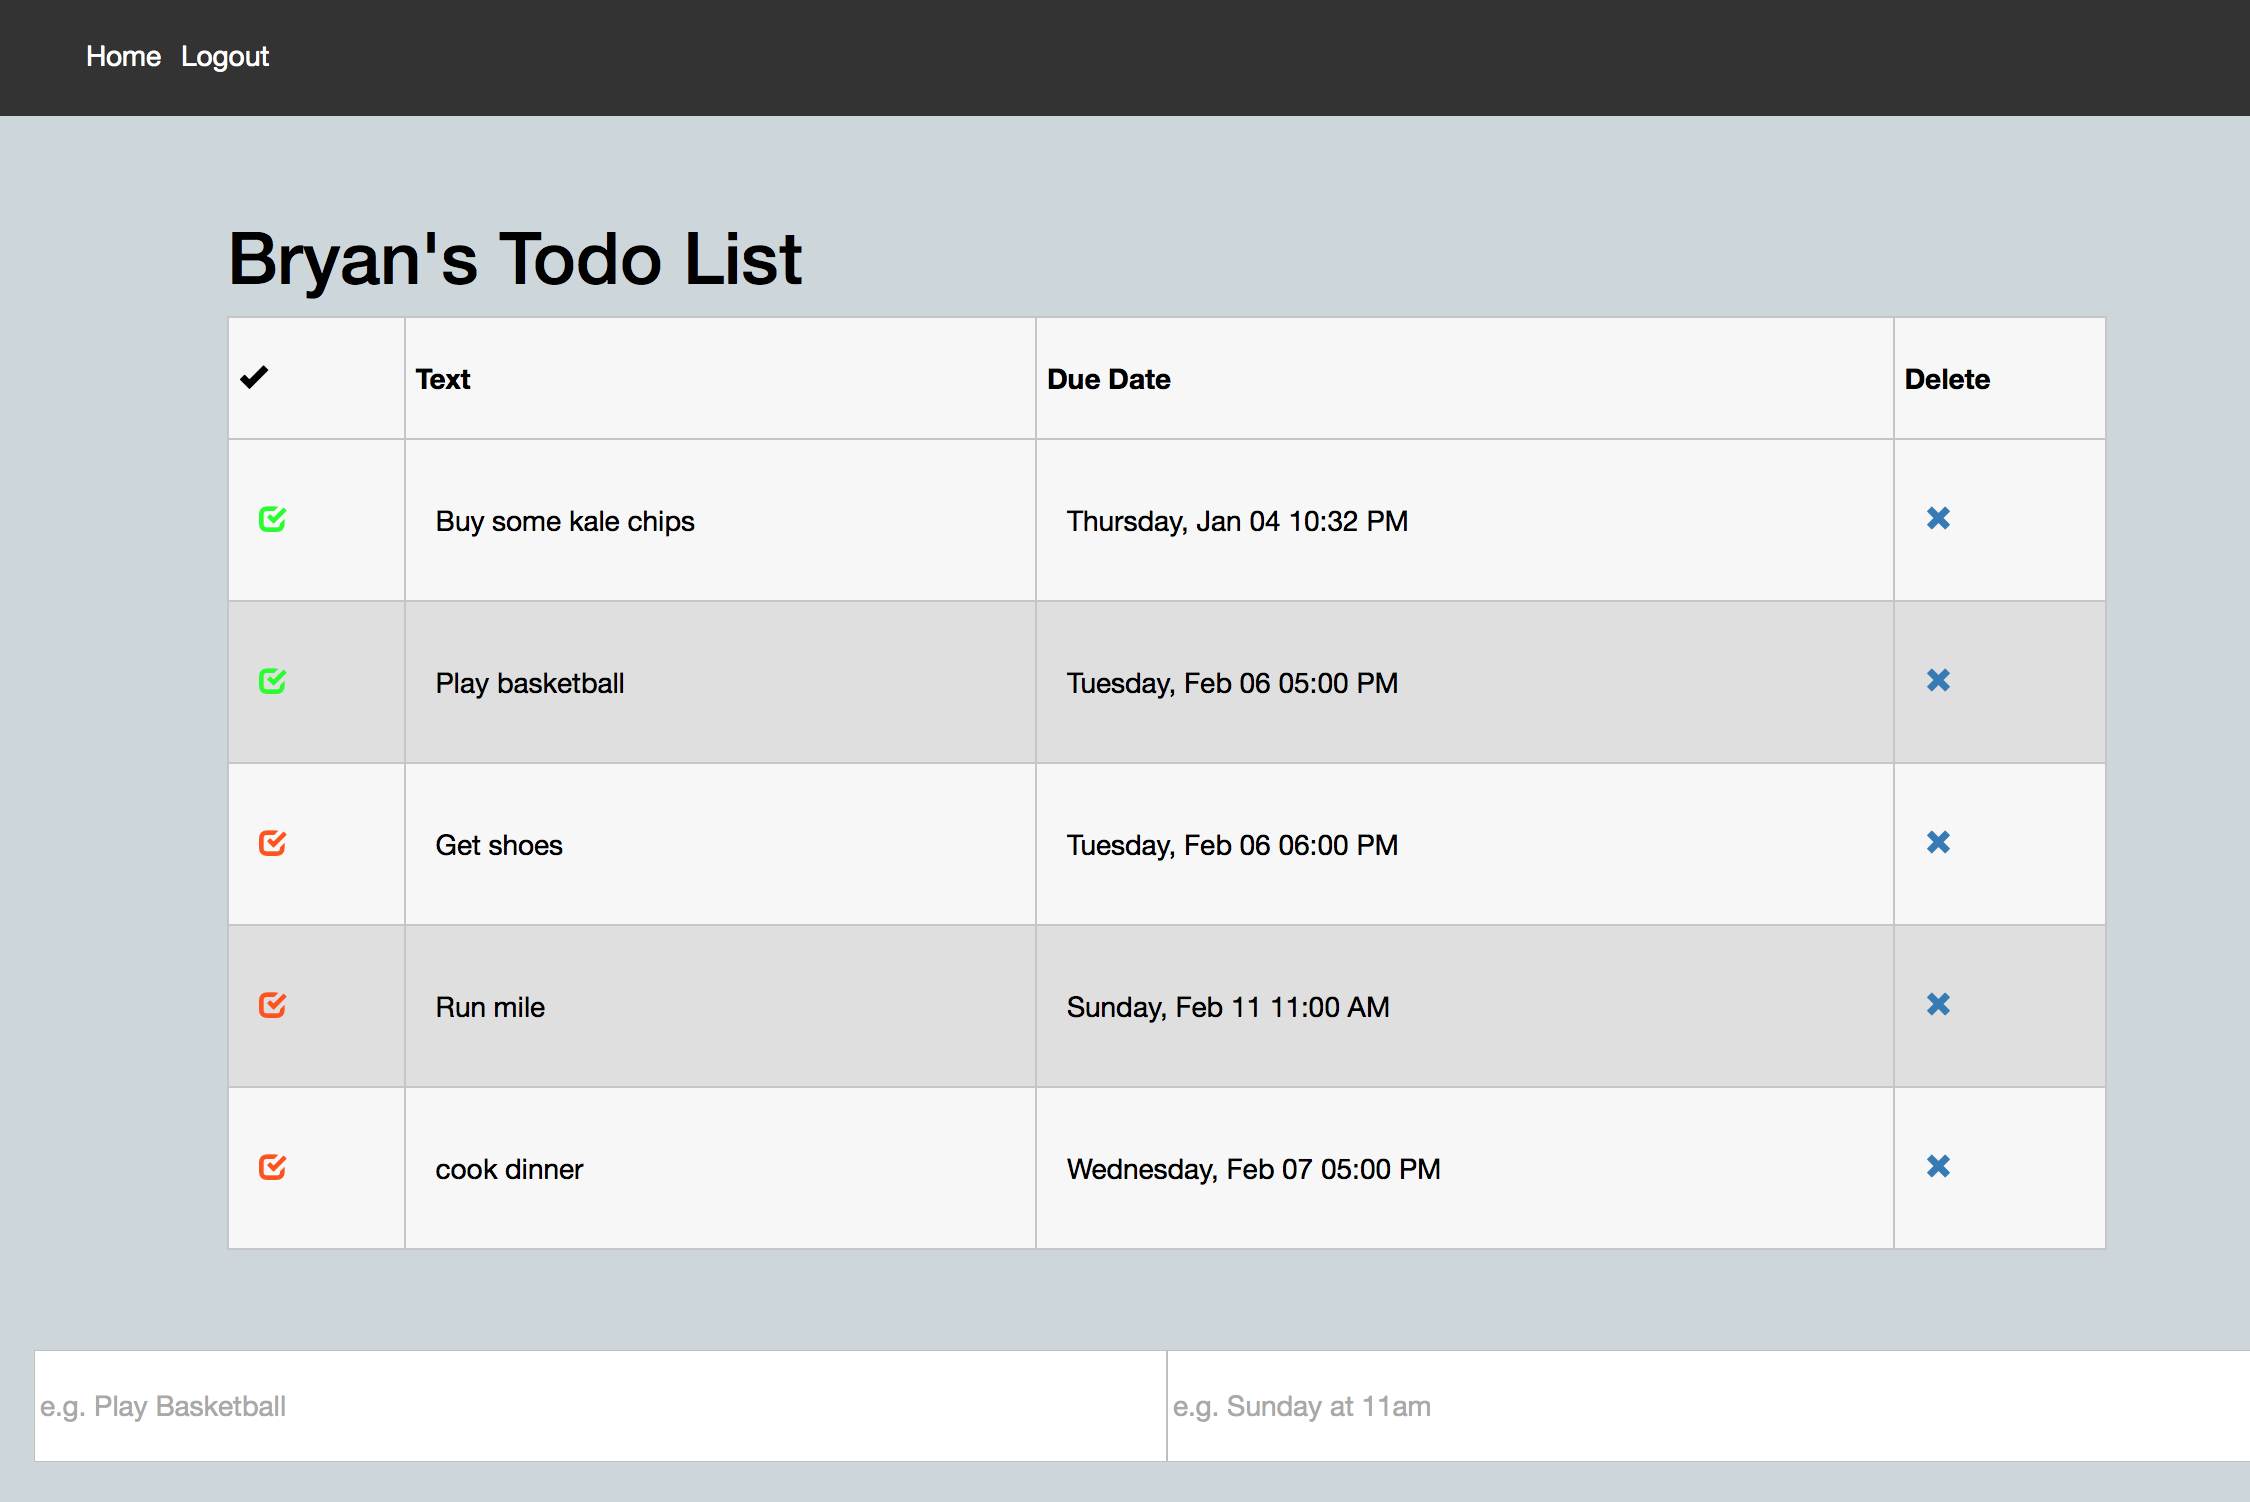 Home Logout
Bryan's Todo List
Text Due Date Delete
Buy some kale chips Thursday, Jan 04 10:32 PM
Play basketball Tuesday, Feb 06 05:00 PM
Get shoes Tuesday, Feb 06 06:00 PM
Run mile Sunday, Feb 11 11:00 AM
cook dinner Wednesday, Feb 07 05:00 PM
e.g. Play Basketball e.g. Sunday at 11am